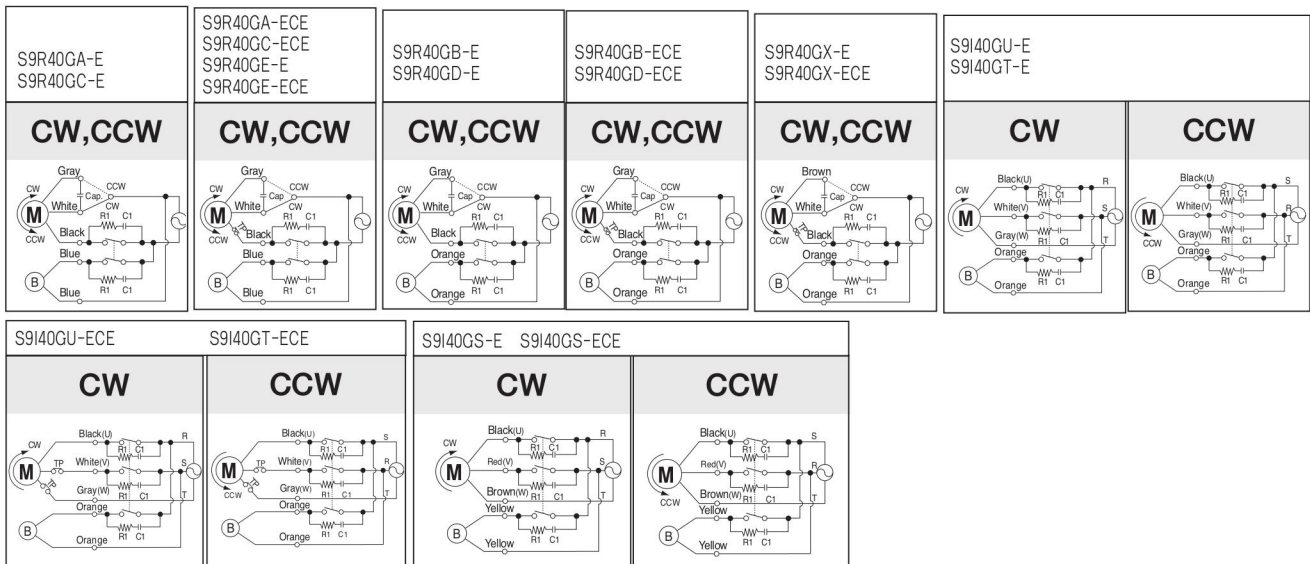 S9R40GA-E
S9R40GC-E
CW,CCW
Gray
CW
CCW
Cap.
CW
White
M
R1 C1
CCW
Black
Blue
B
R1 C1
Blue
S9R40GA-ECE
S9R40GC-ECE
S9R40GE-E
S9R40GE-ECE
CW,CCW
Gray
CW
CCW
Cap
CW
White
M
R1 C1
TP
CCW
Black
Blue
B
R1 C1
Blue
S9R40GB-E
S9R40GD-E
CW,CCW
Gray
CW
CCW
Cap
CW
White
M
R1 C1
CCW
Black
Orange
B
R1 C1
Orange
S9R40GB-ECE
S9R40GD-ECE
CW,CCW
Gray
CW
CCW
Cap
CW
White
M
R1 C1
TP
CCW
Black
Orange
B
R1 C1
Orange
S9R40GX-E
S9R40GX-ECE
CW,CCW
Brown
CW
CCW
Cap
CW
White
M
R1 C1
TP
CCW
Black
Orange
B
R1 C1
Orange
S9I40GU-E
S9I40GT-E
CW
Black(U) R
CW
R1 C1
White(V) S
M
R1 C1
Gray(W) T
Orange
B
R1 C1
Orange
CCW
Black(U) S
R1 C1
White(V) R
M
R1 C1
CCW
Gray(W) T
Orange
B
R1 C1
Orange
S9I40GU-ECE S9I40GT-ECE
CW
Black(U) R
CW
R1 C1
TP White(V) S
M
TP
R1 C1
Gray(W) T
Orange
B
R1 C1
Orange
CCW
Black(U) S
R1 C1
TP White(V) R
M
TP
R1 C1
CCW
Gray(W) T
Orange
B
R1 C1
Orange
S9I40GS-E S9I40GS-ECE
CW
Black(U) R
CW
R1 C1
Red(V) S
M
R1 C1
Brown(W) T
Yellow
B
R1 C1
Yellow
CCW
Black(U) S
R1 C1
Red(V) R
M
R1 C1
CCW
Brown(W) T
Yellow
B
R1 C1
Yellow